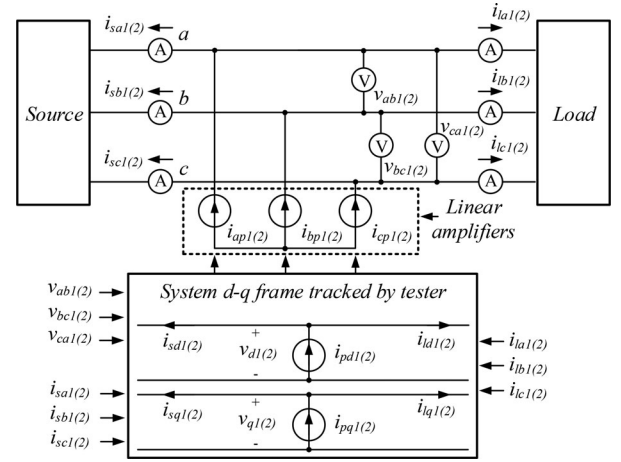 i_sa1(2) a i_la1(2)
A A
V
Source i_sb1(2) b v_ab1(2) i_lb1(2) Load
A A
v_ca1(2)
V V
i_sc1(2) c v_bc1(2) i_lc1(2)
A A
i_ap1(2) i_bp1(2) i_cp1(2) Linear
amplifiers
System d-q frame tracked by tester
v_ab1(2)
v_bc1(2)
v_ca1(2)
i_sd1(2) + v_d1(2) - i_pd1(2) i_ld1(2)
i_la1(2)
i_lb1(2)
i_lc1(2)
i_sa1(2)
i_sb1(2)
i_sc1(2)
i_sq1(2) + v_q1(2) - i_pq1(2) i_lq1(2)